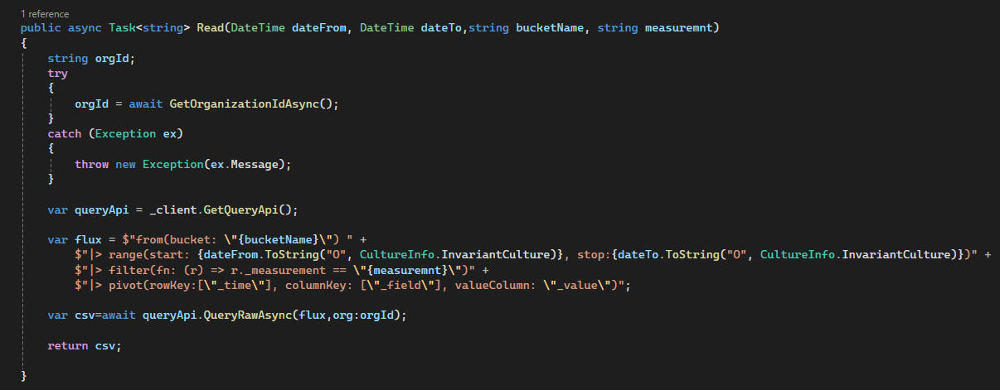 1 reference
public async Task<string> Read(DateTime dateFrom, DateTime dateTo,string bucketName, string measuremnt)
{
    string orgId;
    try
    {
        orgId = await GetOrganizationIdAsync();
    }
    catch (Exception ex)
    {
        throw new Exception(ex.Message);
    }

    var queryApi = _client.GetQueryApi();

    var flux = $"from(bucket: \"{bucketName}\") " +
        $"|> range(start: {dateFrom.ToString("O", CultureInfo.InvariantCulture)}, stop:{dateTo.ToString("O", CultureInfo.InvariantCulture)})" +
        $"|> filter(fn: (r) => r._measurement == \"{measuremnt}\")" +
        $"|> pivot(rowKey:[\"_time\"], columnKey: [\"_field\"], valueColumn: \"_value\")";

    var csv=await queryApi.QueryRawAsync(flux,org:orgId);

    return csv;

}